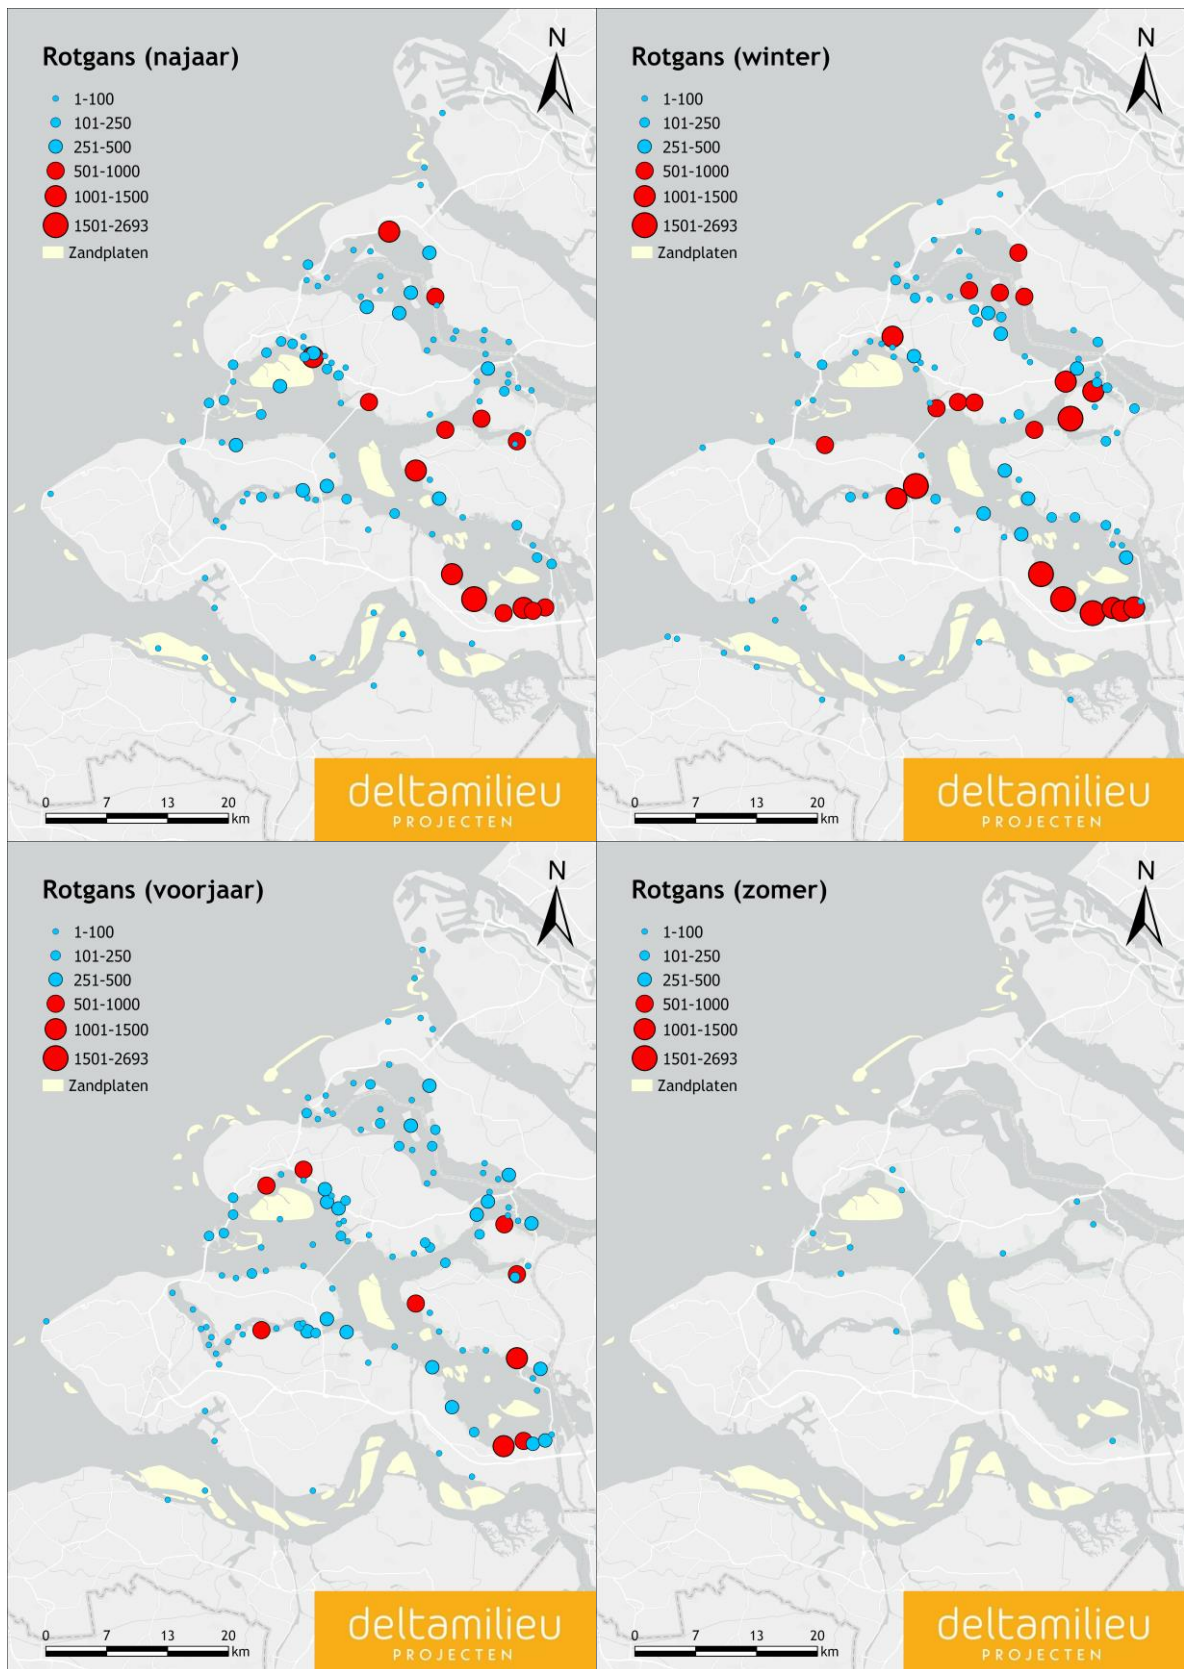 Rotgans (najaar)
N
1-100
101-250
251-500
501-1000
1001-1500
1501-2693
Zandplaten
0 7 13 20
km
deltamilieu
PROJECTEN
Rotgans (winter)
N
1-100
101-250
251-500
501-1000
1001-1500
1501-2693
Zandplaten
0 7 13 20
km
deltamilieu
PROJECTEN
Rotgans (voorjaar)
N
1-100
101-250
251-500
501-1000
1001-1500
1501-2693
Zandplaten
0 7 13 20
km
deltamilieu
PROJECTEN
Rotgans (zomer)
N
1-100
101-250
251-500
501-1000
1001-1500
1501-2693
Zandplaten
0 7 13 20
km
deltamilieu
PROJECTEN